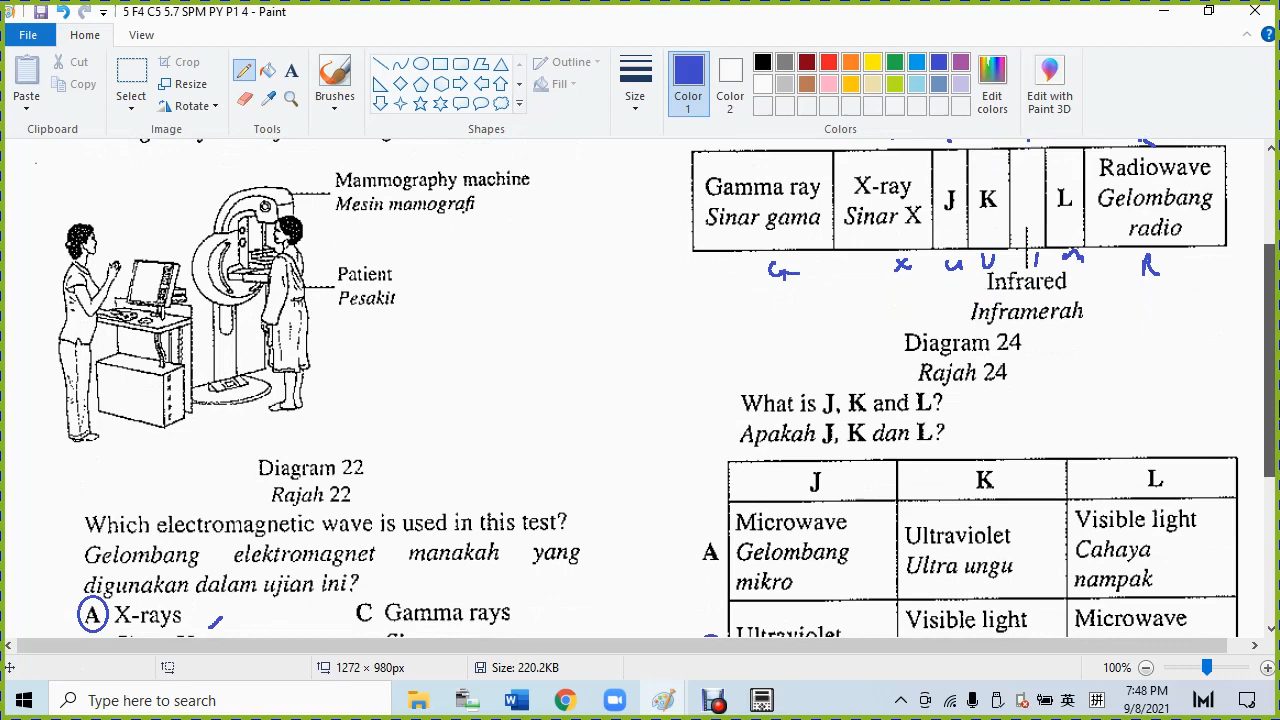 5 F4 C5 5.7 SPM PY P1 4 - Paint
File
Home
View
Paste
Cut
Copy
Clipboard
Select
Crop
Resize
Rotate
Image
A
Tools
Brushes
Shapes
Outline
Fill
Size
Color 1
Color 2
Edit colors
Edit with Paint 3D
Colors
Mammography machine
Mesin mamografi
Patient
Pesakit
Diagram 22
Rajah 22
Which electromagnetic wave is used in this test?
Gelombang elektromagnet manakah yang
digunakan dalam ujian ini?
A X-rays
C Gamma rays
Gamma ray
Sinar gama
X-ray
Sinar X
J
K
L
Radiowave
Gelombang
radio
G x u v I m R
Infrared
Inframerah
Diagram 24
Rajah 24
What is J, K and L?
Apakah J, K dan L?
J K L
A
Microwave
Gelombang
mikro
Ultraviolet
Ultra ungu
Visible light
Cahaya
nampak
Ultraviolet
Visible light
Microwave
1272 × 980px
Size: 220.2KB
100%
Type here to search
英
拼
7:48 PM
9/8/2021